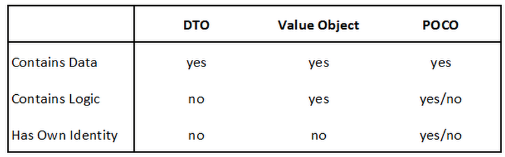 DTO Value Object POCO
Contains Data yes yes yes
Contains Logic no yes yes/no
Has Own Identity no no yes/no